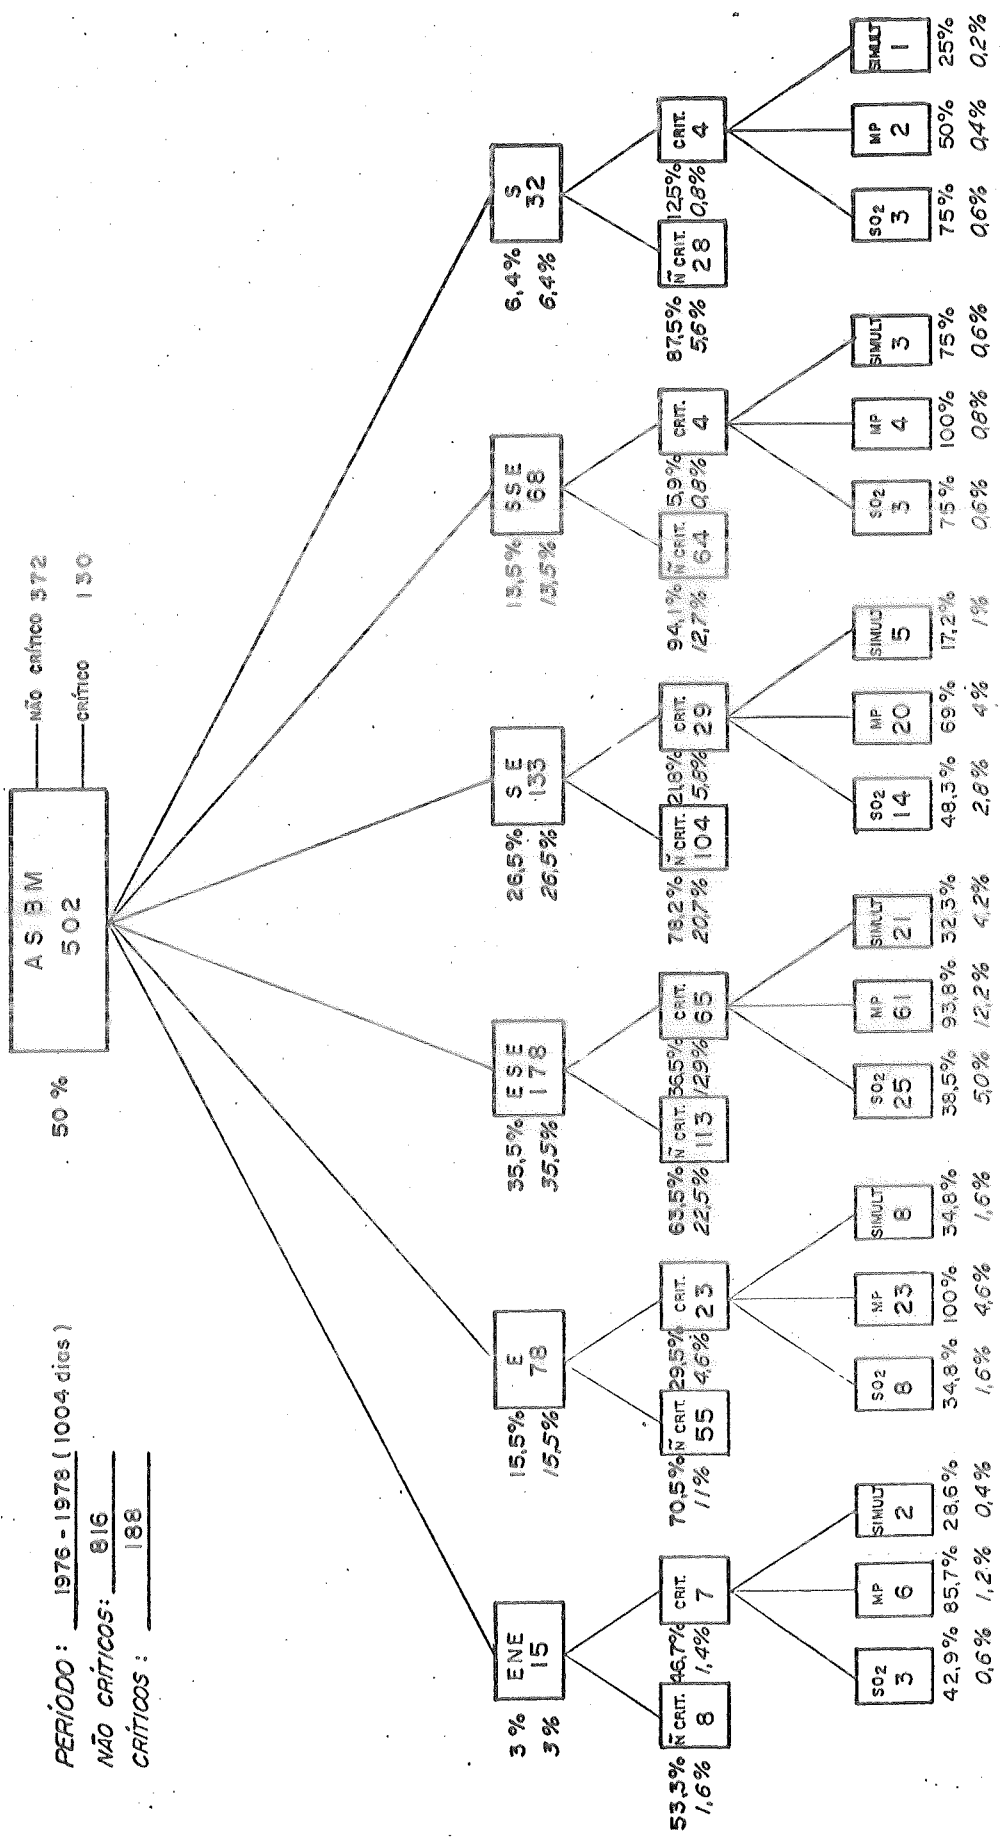 PERÍODO: 1976 - 1978 (1004 dias)
NÃO CRÍTICOS: 816
CRÍTICOS: 188
50 %
AS BM
502
NÃO CRÍTICO 372
CRÍTICO 130
3 %
3 %
ENE
15
15,5%
15,5%
E
78
35,5%
35,5%
ESE
178
26,5%
26,5%
SE
133
13,5%
13,5%
SSE
68
6,4%
6,4%
S
32
53,3%
1,6%
Ñ CRIT.
8
46,7%
1,4%
CRIT.
7
70,5%
11%
Ñ CRIT.
55
29,5%
4,6%
CRIT.
23
63,5%
22,5%
Ñ CRIT.
113
36,5%
12,9%
CRIT.
65
78,2%
20,7%
Ñ CRIT.
104
21,8%
5,8%
CRIT.
29
94,1%
12,7%
Ñ CRIT.
64
5,9%
0,8%
CRIT.
4
87,5%
5,6%
Ñ CRIT.
28
12,5%
0,8%
CRIT.
4
SO2
3
42,9%
0,6%
MP
6
85,7%
1,2%
SIMULT
2
28,6%
0,4%
SO2
8
34,8%
1,6%
MP
23
100%
4,6%
SIMULT
8
34,8%
1,6%
SO2
25
38,5%
5,0%
MP
61
93,8%
12,2%
SIMULT
21
32,3%
4,2%
SO2
14
48,3%
2,8%
MP
20
69%
4%
SIMULT
5
17,2%
1%
SO2
3
75%
0,6%
MP
4
100%
0,8%
SIMULT
3
75%
0,6%
SO2
3
75%
0,6%
MP
2
50%
0,4%
SIMULT
1
25%
0,2%